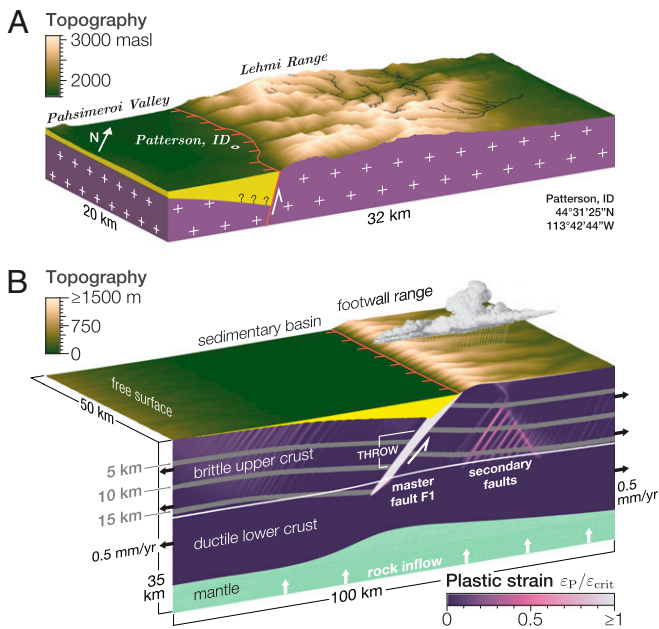 A
Topography
3000 masl
2000
Lehmi Range
Pahsimeroi Valley
N
Patterson, ID
? ? ?
20 km
32 km
Patterson, ID
44°31'25"N
113°42'44"W
B
Topography
≥1500 m
750
0
footwall range
sedimentary basin
free surface
50 km
5 km
10 km
15 km
brittle upper crust
THROW
master
fault F1
secondary
faults
0.5 mm/yr
ductile lower crust
0.5
mm/yr
35
km
mantle
rock inflow
100 km
Plastic strain εP/εcrit
0
0.5
≥1